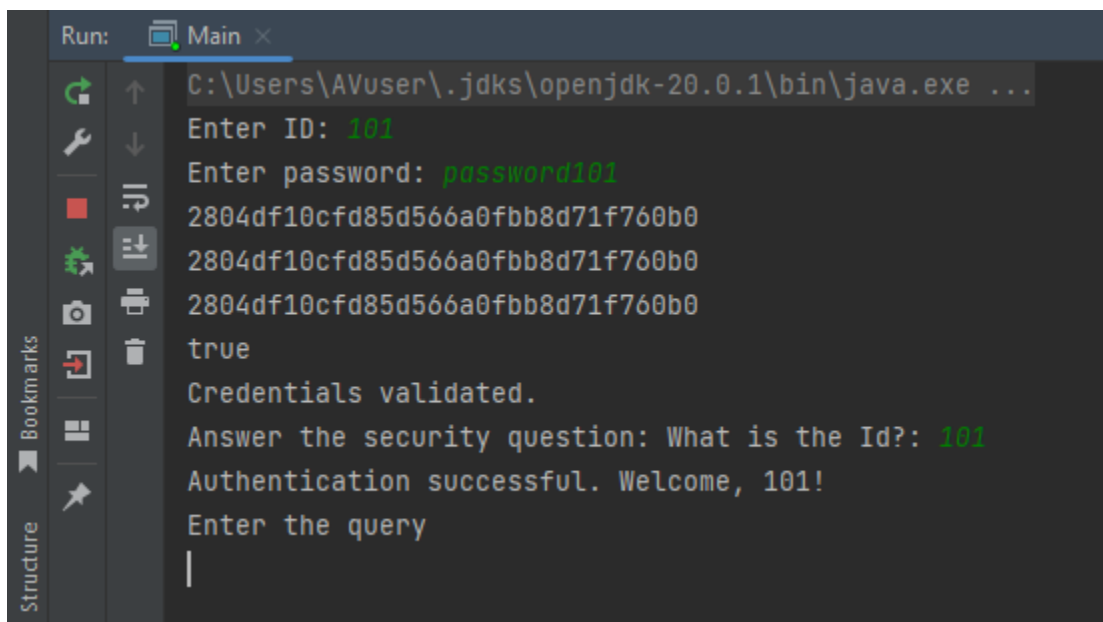 Run: Main
C:\Users\AVuser\.jdks\openjdk-20.0.1\bin\java.exe ...
Enter ID: 101
Enter password: password101
2804df10cfd85d566a0fbb8d71f760b0
2804df10cfd85d566a0fbb8d71f760b0
2804df10cfd85d566a0fbb8d71f760b0
true
Credentials validated.
Answer the security question: What is the Id?: 101
Authentication successful. Welcome, 101!
Enter the query
Bookmarks
Structure